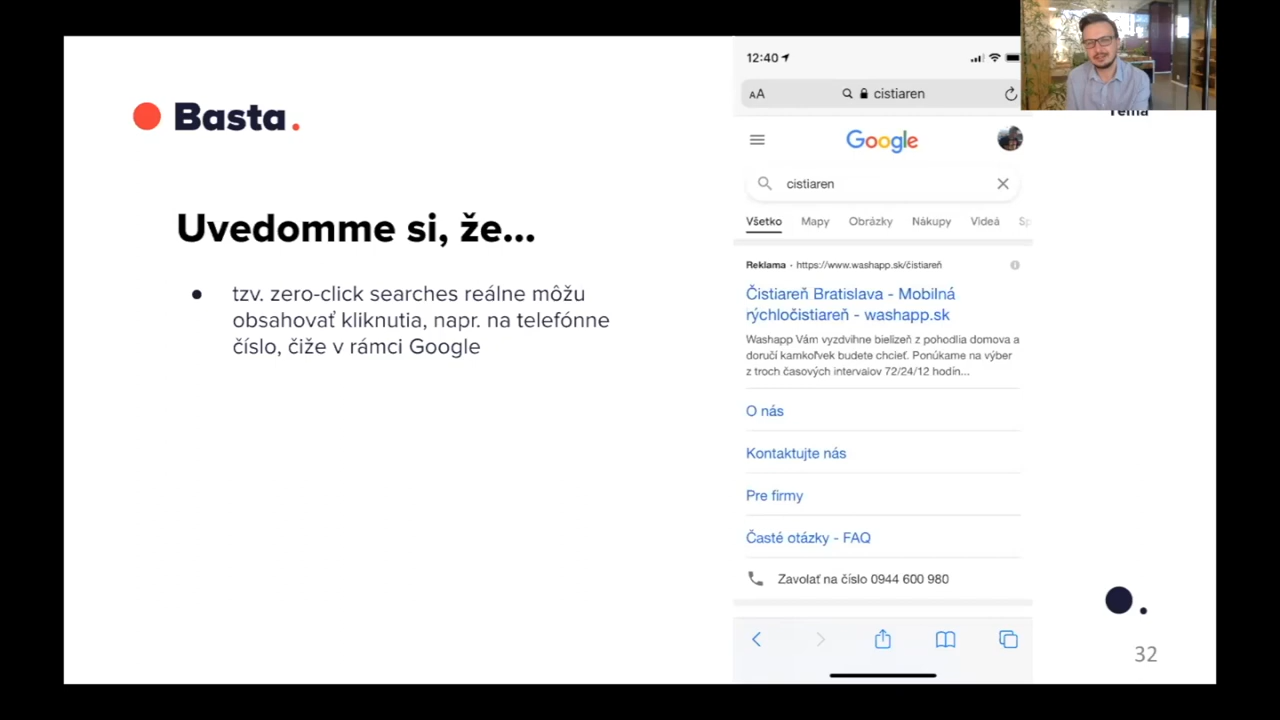 Basta.
Uvedomme si, že...
tzv. zero-click searches reálne môžu
obsahovať kliknutia, napr. na telefónne
číslo, čiže v rámci Google
12:40
AA
cistiaren
Google
cistiaren
Všetko Mapy Obrázky Nákupy Videá Sp
Reklama · https://www.washapp.sk/čistiareň
Čistiareň Bratislava - Mobilná
rýchločistiareň - washapp.sk
Washapp Vám vyzdvihne bielizeň z pohodlia domova a
doručí kamkoľvek budete chcieť. Ponúkame na výber
z troch časových intervalov 72/24/12 hodín...
O nás
Kontaktujte nás
Pre firmy
Časté otázky - FAQ
Zavolať na číslo 0944 600 980
Téma
32